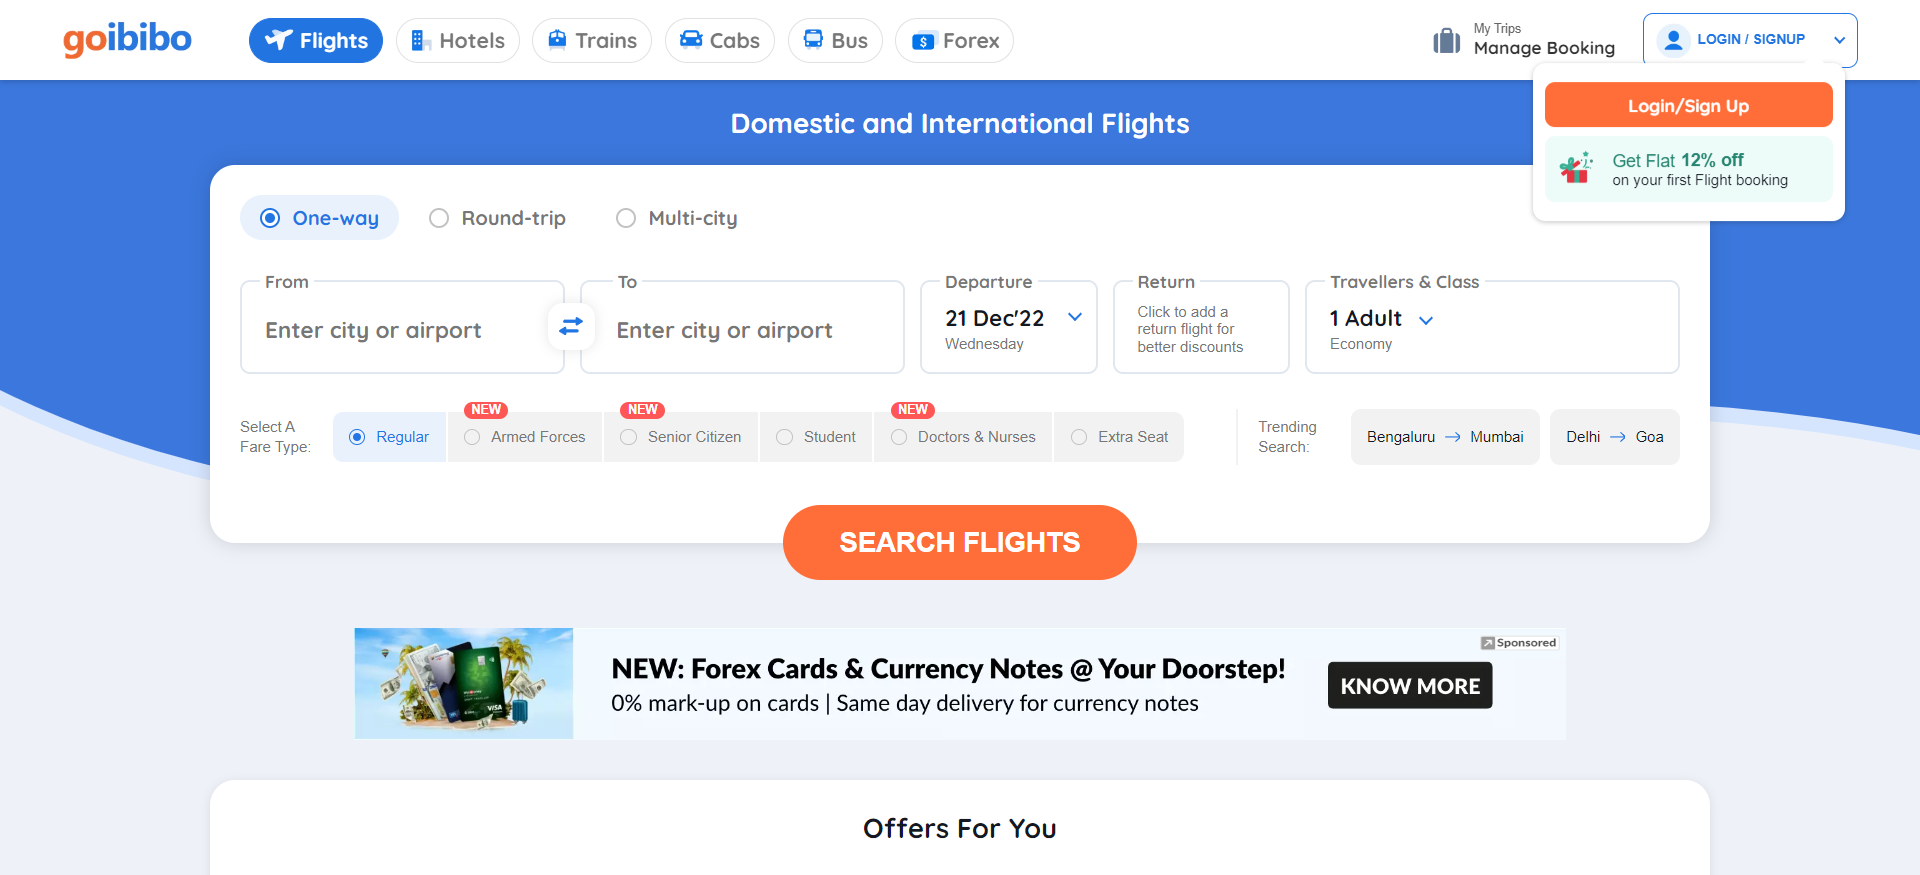 goibibo
Flights
Hotels
Trains
Cabs
Bus
Forex
My Trips
Manage Booking
LOGIN / SIGNUP
Login/Sign Up
Get Flat 12% off
on your first Flight booking
Domestic and International Flights
One-way
Round-trip
Multi-city
From
Enter city or airport
To
Enter city or airport
Departure
21 Dec'22
Wednesday
Return
Click to add a
return flight for
better discounts
Travellers & Class
1 Adult
Economy
Select A
Fare Type:
Regular
NEW
Armed Forces
NEW
Senior Citizen
Student
NEW
Doctors & Nurses
Extra Seat
Trending
Search:
Bengaluru → Mumbai
Delhi → Goa
SEARCH FLIGHTS
Sponsored
NEW: Forex Cards & Currency Notes @ Your Doorstep!
0% mark-up on cards | Same day delivery for currency notes
KNOW MORE
VISA
Offers For You